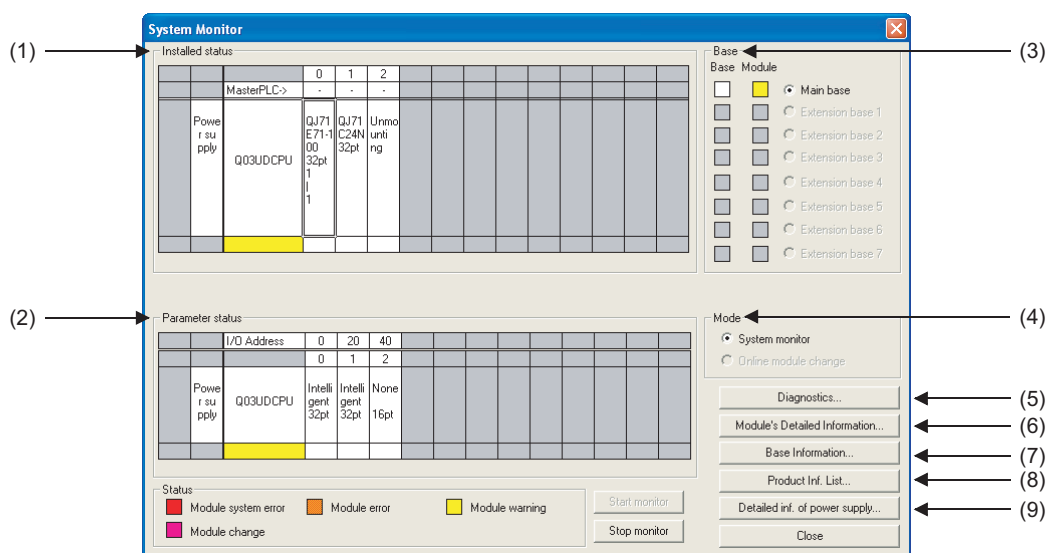 System Monitor
(1)
Installed status
0 1 2
MasterPLC-> - - -
Powe
r su
pply
Q03UDCPU
QJ71
E71-1
00
32pt
1
|
1
QJ71
C24N
32pt
Unmo
unti
ng
Base
(3)
Base Module
Main base
Extension base 1
Extension base 2
Extension base 3
Extension base 4
Extension base 5
Extension base 6
Extension base 7
(2)
Parameter status
I/O Address 0 20 40
0 1 2
Powe
r su
pply
Q03UDCPU
Intelli
gent
32pt
Intelli
gent
32pt
None
16pt
Mode
(4)
System monitor
Online module change
Diagnostics...
(5)
Module's Detailed Information...
(6)
Base Information...
(7)
Product Inf. List...
(8)
Detailed inf. of power supply...
(9)
Close
Status
Module system error
Module error
Module warning
Module change
Start monitor
Stop monitor